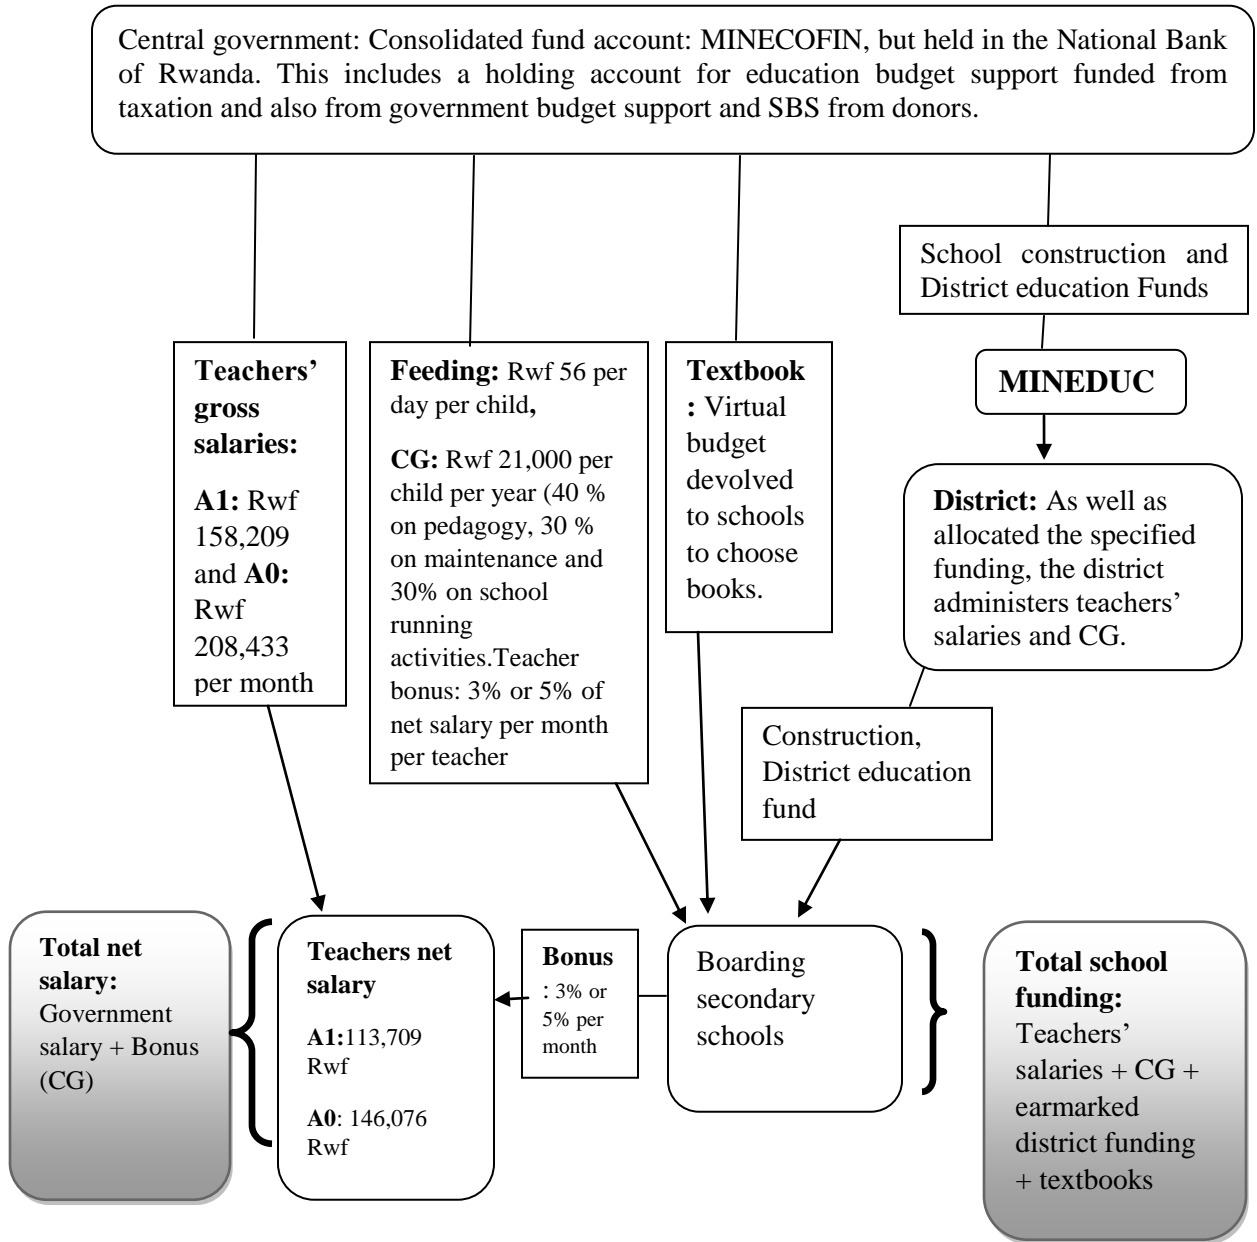 Central government: Consolidated fund account: MINECOFIN, but held in the National Bank
of Rwanda. This includes a holding account for education budget support funded from
taxation and also from government budget support and SBS from donors.
School construction and
District education Funds
Teachers’
gross
salaries:
A1: Rwf
158,209
and A0:
Rwf
208,433
per month
Feeding: Rwf 56 per
day per child,
CG: Rwf 21,000 per
child per year (40 %
on pedagogy, 30 %
on maintenance and
30% on school
running
activities.Teacher
bonus: 3% or 5% of
net salary per month
per teacher
Textbook
: Virtual
budget
devolved
to schools
to choose
books.
MINEDUC
District: As well as
allocated the specified
funding, the district
administers teachers’
salaries and CG.
Construction,
District education
fund
Total net
salary:
Government
salary + Bonus
(CG)
Teachers net
salary
A1:113,709
Rwf
A0: 146,076
Rwf
Bonus
: 3% or
5% per
month
Boarding
secondary
schools
Total school
funding:
Teachers’
salaries + CG +
earmarked
district funding
+ textbooks